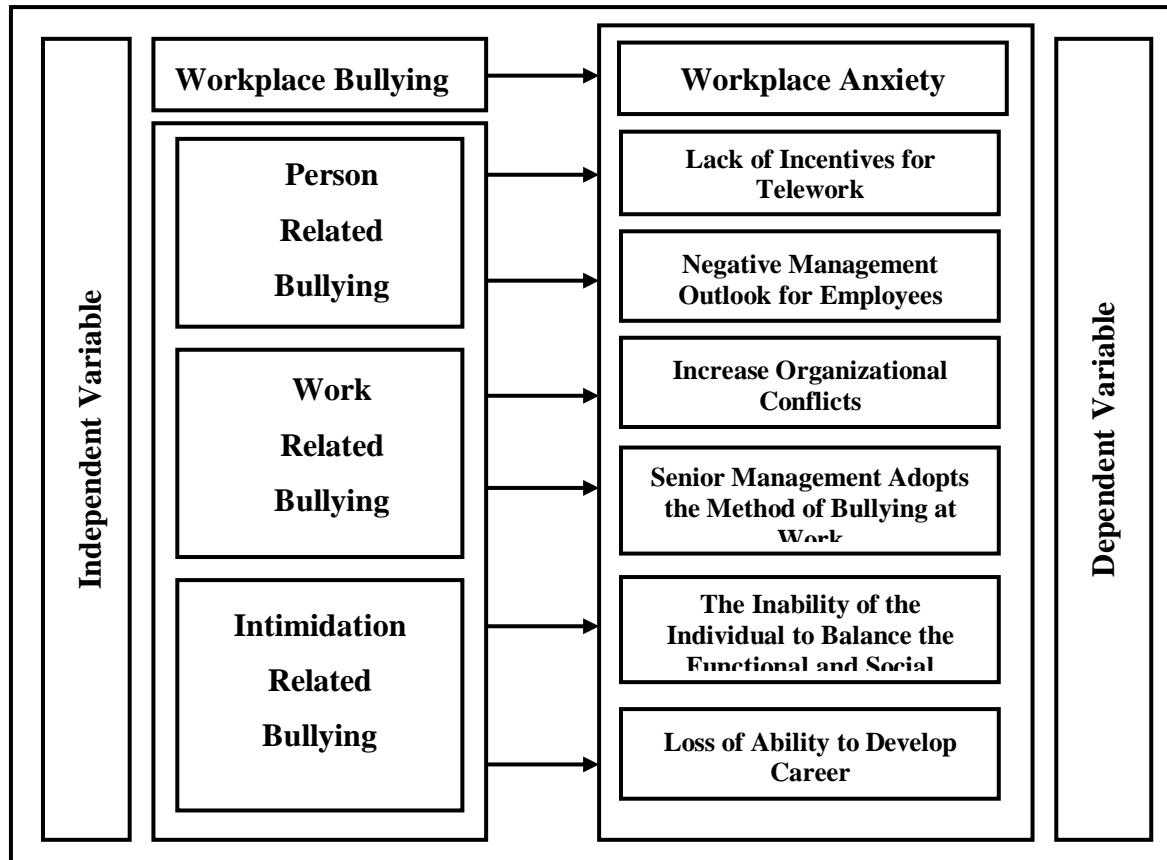 Independent Variable
Workplace Bullying
Person
Related
Bullying
Work
Related
Bullying
Intimidation
Related
Bullying
Workplace Anxiety
Lack of Incentives for
Telework
Negative Management
Outlook for Employees
Increase Organizational
Conflicts
Senior Management Adopts
the Method of Bullying at
Work
The Inability of the
Individual to Balance the
Functional and Social
Loss of Ability to Develop
Career
Dependent Variable